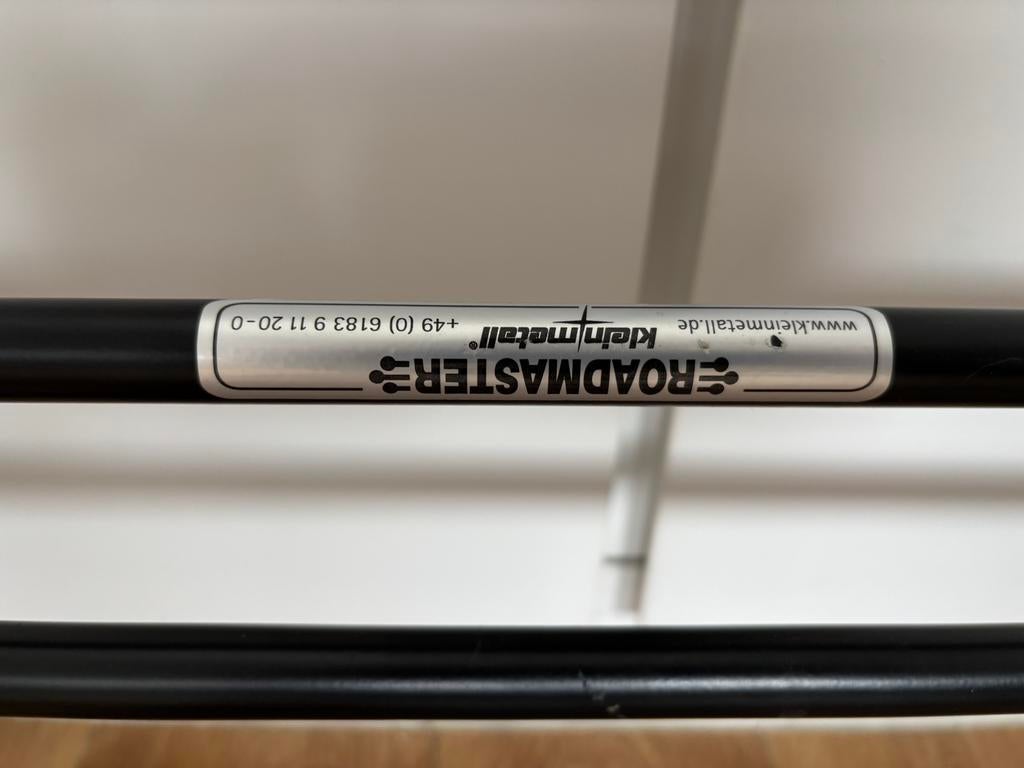 ROADMASTER
kleinmetall®
www.kleinmetall.de
+49 (0) 6183 9 11 20-0